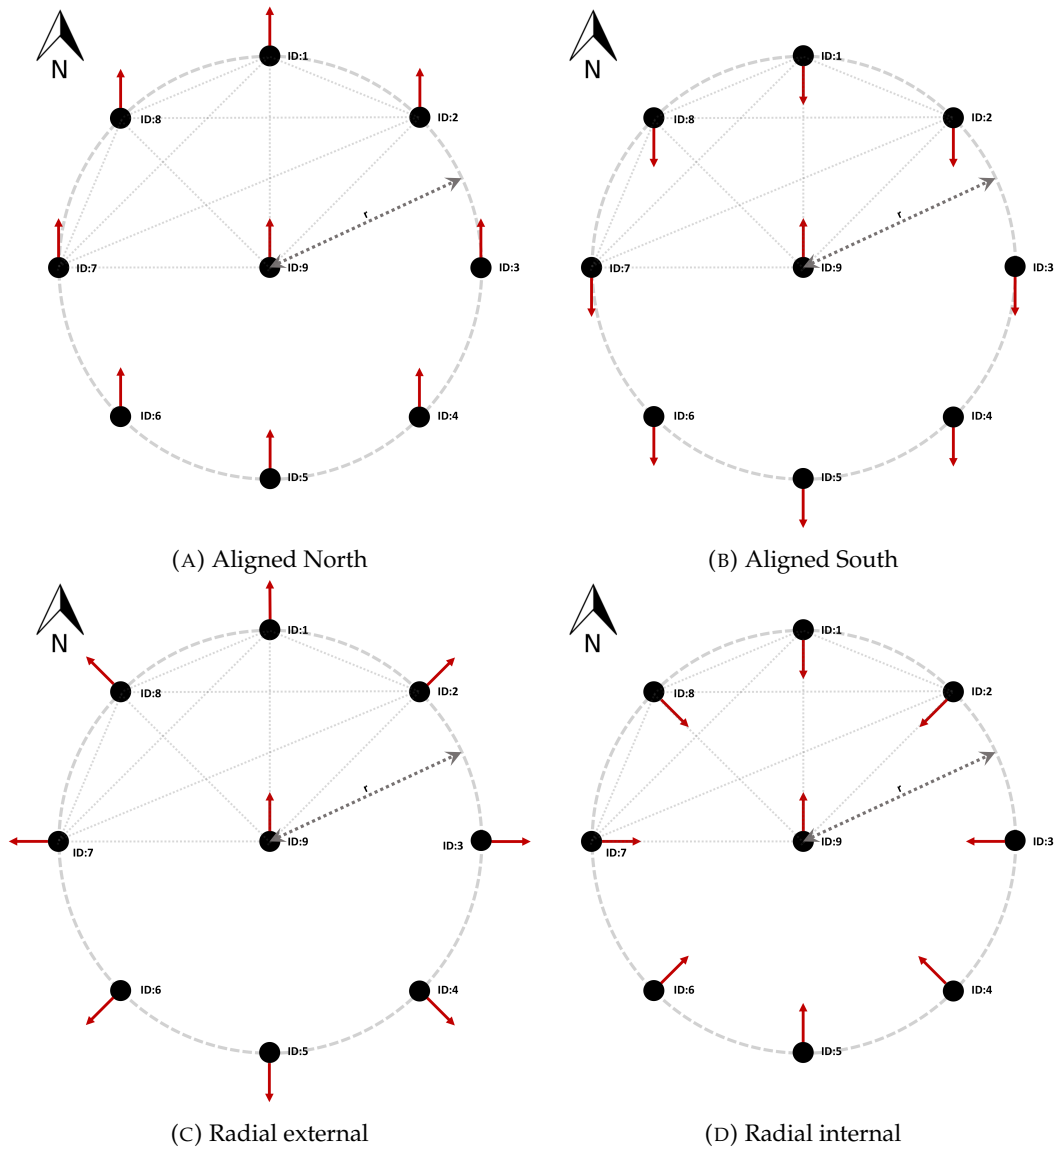 N
ID:1
ID:8
ID:2
r
ID:7
ID:9
ID:3
ID:6
ID:4
ID:5
(A) Aligned North
N
ID:1
ID:8
ID:2
r
ID:7
ID:9
ID:3
ID:6
ID:4
ID:5
(B) Aligned South
N
ID:1
ID:8
ID:2
r
ID:7
ID:9
ID:3
ID:6
ID:4
ID:5
(C) Radial external
N
ID:1
ID:8
ID:2
r
ID:7
ID:9
ID:3
ID:6
ID:4
ID:5
(D) Radial internal